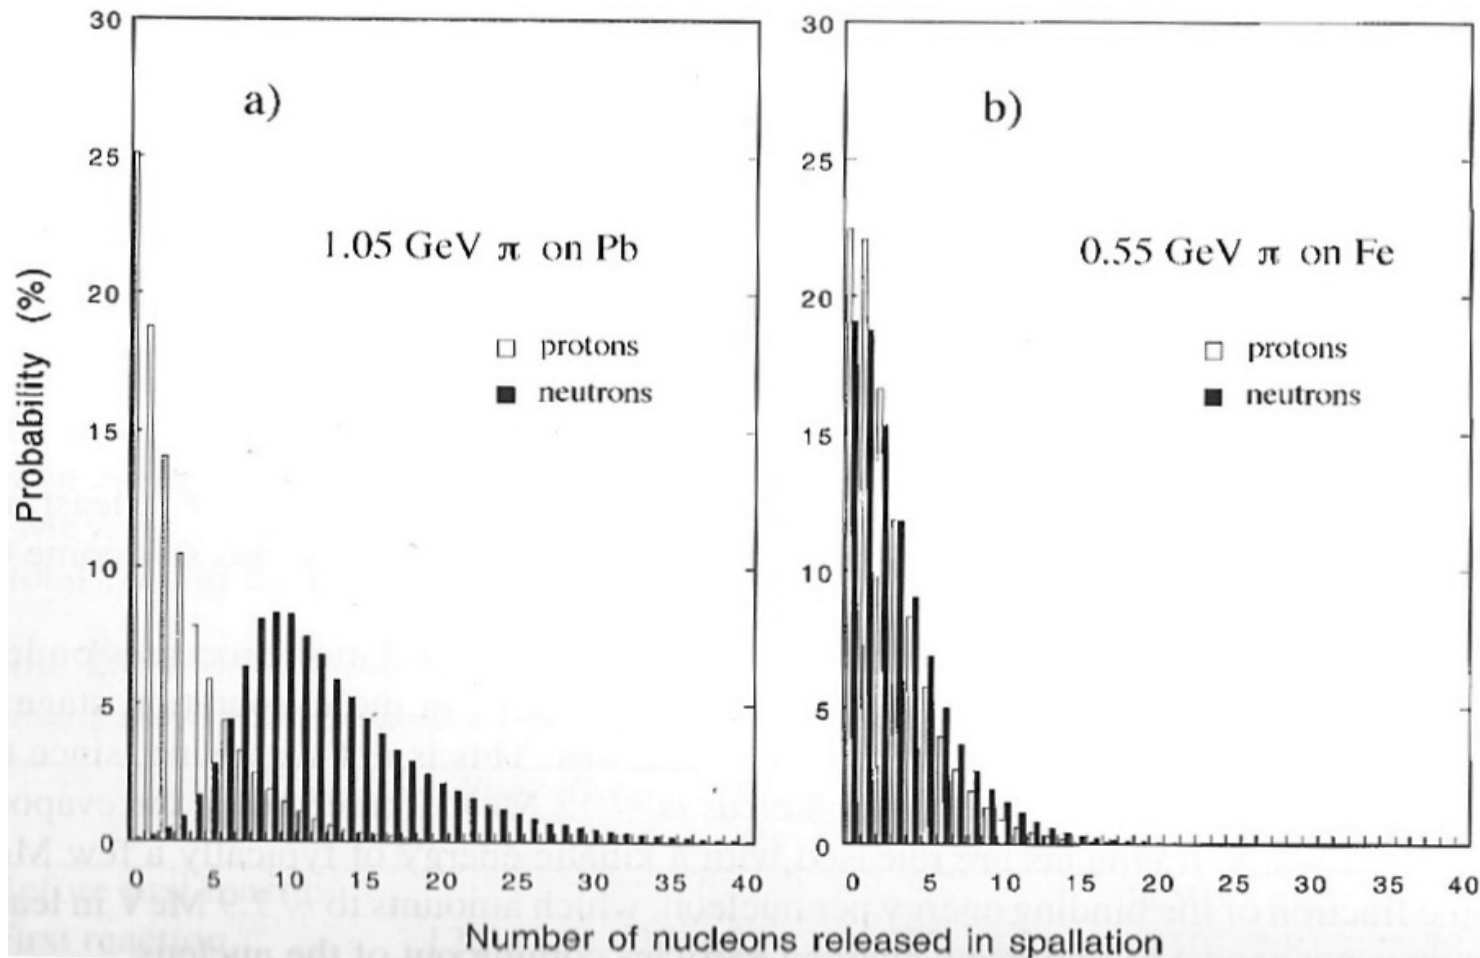 a)
1.05 GeV π on Pb
protons
neutrons
30
25
20
15
10
5
0
0 5 10 15 20 25 30 35 40
Probability (%)
b)
0.55 GeV π on Fe
protons
neutrons
30
25
20
15
10
5
0
0 5 10 15 20 25 30 35 40
Number of nucleons released in spallation